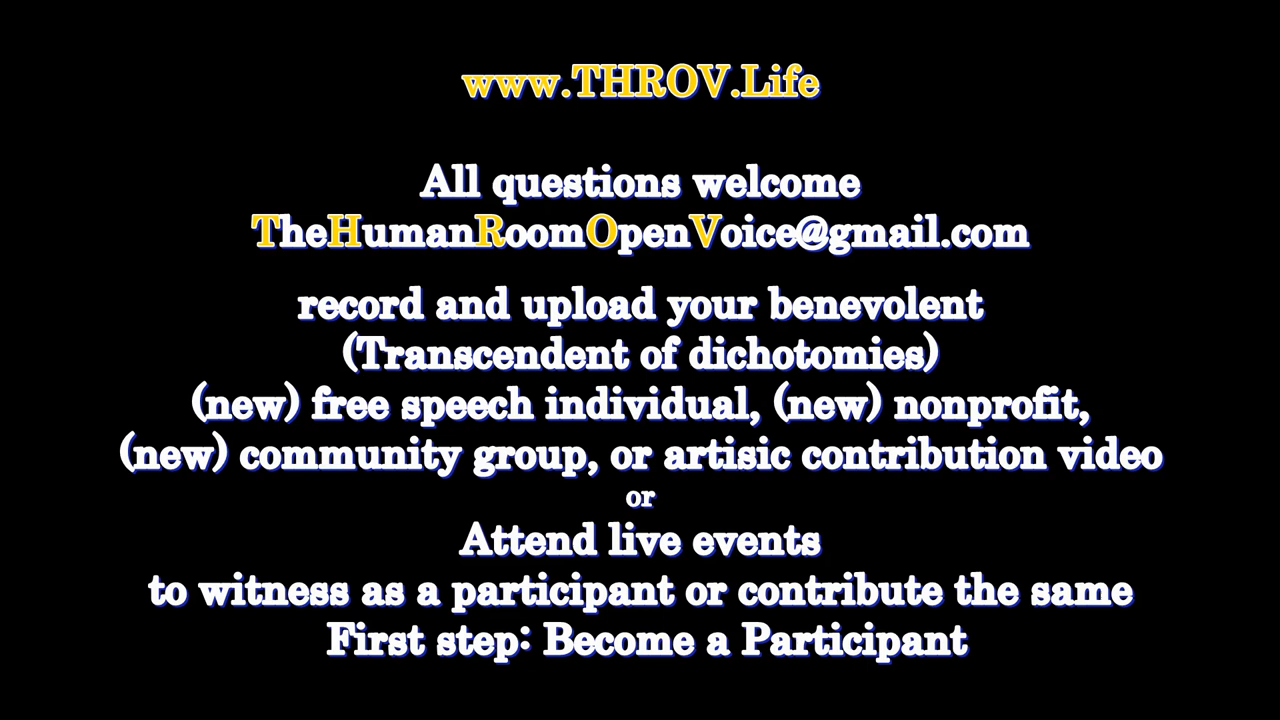 www.THROV.Life
All questions welcome
TheHumanRoomOpenVoice@gmail.com
record and upload your benevolent
(Transcendent of dichotomies)
(new) free speech individual, (new) nonprofit,
(new) community group, or artisic contribution video
or
Attend live events
to witness as a participant or contribute the same
First step: Become a Participant